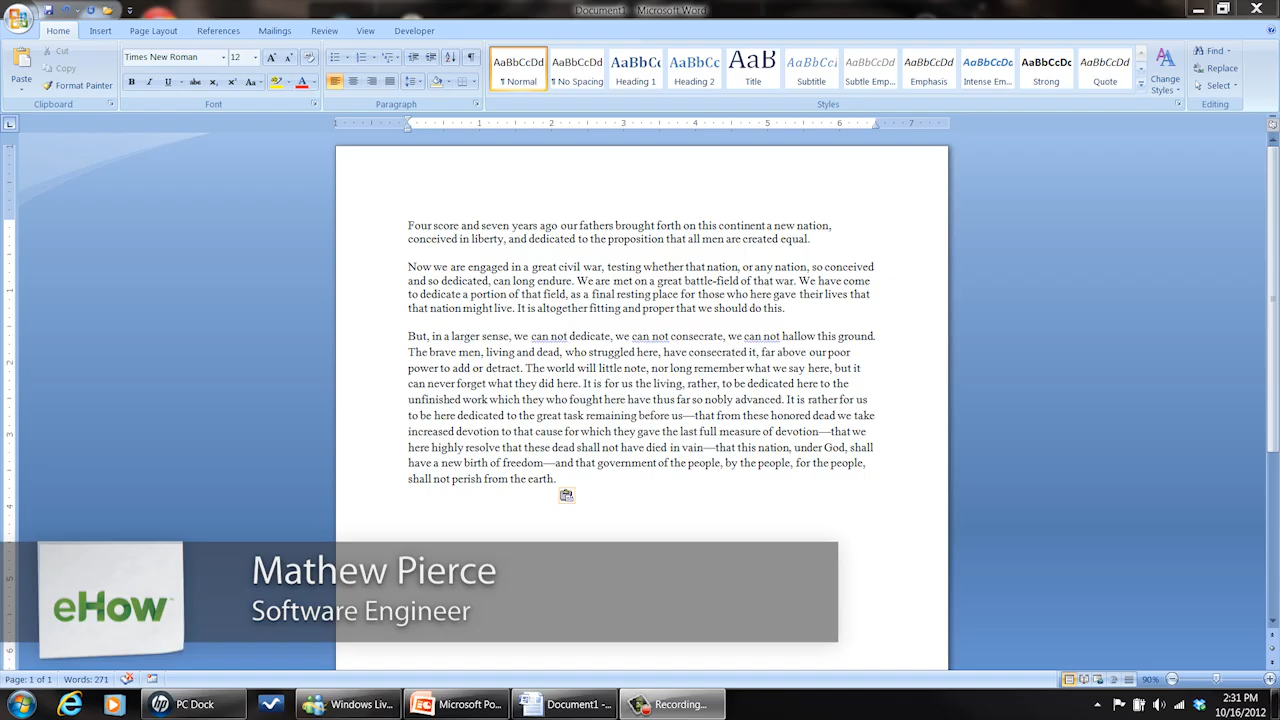 Document1 - Microsoft Word
Home Insert Page Layout References Mailings Review View Developer
Paste
Cut
Copy
Format Painter
Clipboard
Times New Roman 12
Font
Paragraph
AaBbCcDd AaBbCcDd AaBbCc AaBbCc AaB AaBbCcI AaBbCcDd AaBbCcDd AaBbCcDd AaBbCcDd AaBbCcDd
¶ Normal ¶ No Spacing Heading 1 Heading 2 Title Subtitle Subtle Emp... Emphasis Intense Em... Strong Quote
Change Styles
Styles
Find
Replace
Select
Editing
1 1 2 3 4 5 6 7
Four score and seven years ago our fathers brought forth on this continent a new nation,
conceived in liberty, and dedicated to the proposition that all men are created equal.
Now we are engaged in a great civil war, testing whether that nation, or any nation, so conceived
and so dedicated, can long endure. We are met on a great battle-field of that war. We have come
to dedicate a portion of that field, as a final resting place for those who here gave their lives that
that nation might live. It is altogether fitting and proper that we should do this.
But, in a larger sense, we can not dedicate, we can not consecrate, we can not hallow this ground.
The brave men, living and dead, who struggled here, have consecrated it, far above our poor
power to add or detract. The world will little note, nor long remember what we say here, but it
can never forget what they did here. It is for us the living, rather, to be dedicated here to the
unfinished work which they who fought here have thus far so nobly advanced. It is rather for us
to be here dedicated to the great task remaining before us—that from these honored dead we take
increased devotion to that cause for which they gave the last full measure of devotion—that we
here highly resolve that these dead shall not have died in vain—that this nation, under God, shall
have a new birth of freedom—and that government of the people, by the people, for the people,
shall not perish from the earth.
eHow™
Mathew Pierce
Software Engineer
Page: 1 of 1 Words: 271 90%
PC Dock Windows Liv... Microsoft Po... Document1 -... Recording...
2:31 PM
10/16/2012